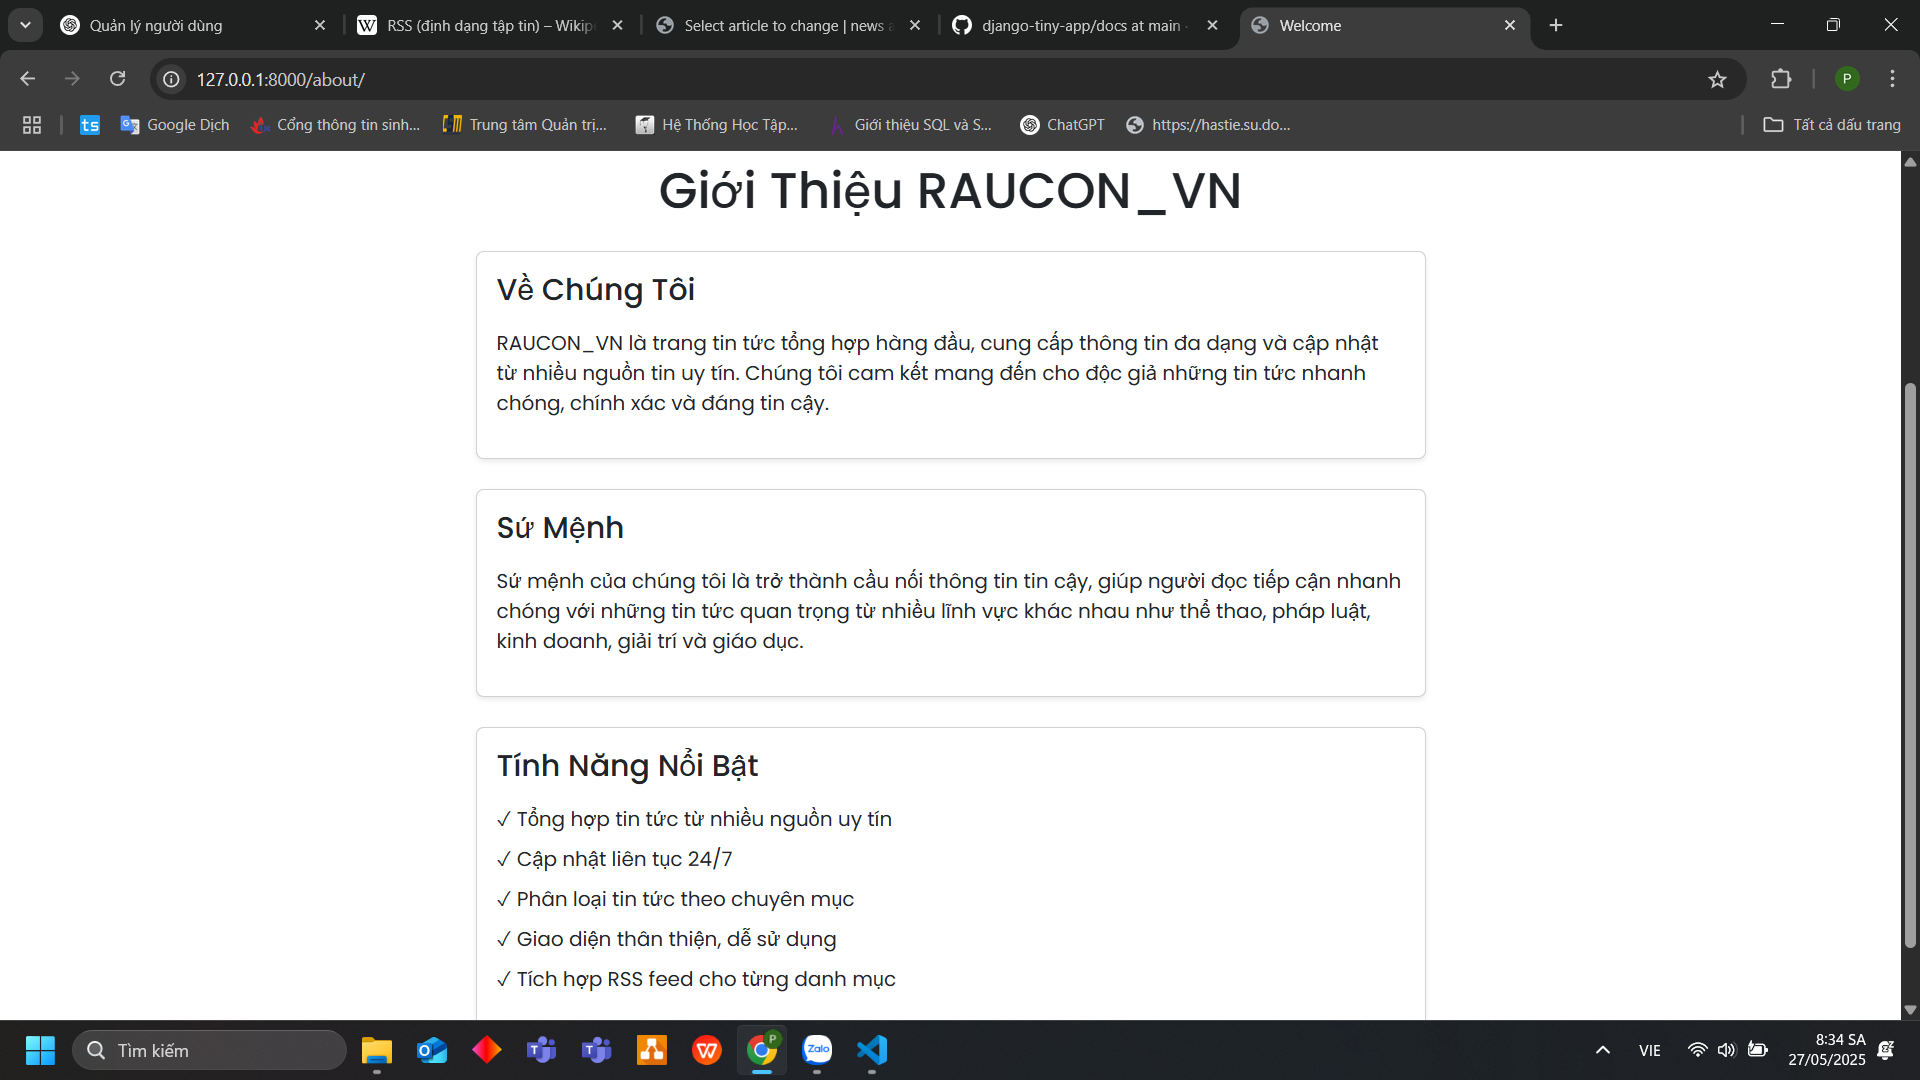 Quản lý người dùng
RSS (định dạng tập tin) – Wikip
Select article to change | news a
django-tiny-app/docs at main
Welcome
127.0.0.1:8000/about/
P
ts
Google Dịch
Cổng thông tin sinh...
Trung tâm Quản trị...
Hệ Thống Học Tập...
Giới thiệu SQL và S...
ChatGPT
https://hastie.su.do...
Tất cả dấu trang
Giới Thiệu RAUCON_VN
Về Chúng Tôi
RAUCON_VN là trang tin tức tổng hợp hàng đầu, cung cấp thông tin đa dạng và cập nhật
từ nhiều nguồn tin uy tín. Chúng tôi cam kết mang đến cho độc giả những tin tức nhanh
chóng, chính xác và đáng tin cậy.
Sứ Mệnh
Sứ mệnh của chúng tôi là trở thành cầu nối thông tin tin cậy, giúp người đọc tiếp cận nhanh
chóng với những tin tức quan trọng từ nhiều lĩnh vực khác nhau như thể thao, pháp luật,
kinh doanh, giải trí và giáo dục.
Tính Năng Nổi Bật
✓ Tổng hợp tin tức từ nhiều nguồn uy tín
✓ Cập nhật liên tục 24/7
✓ Phân loại tin tức theo chuyên mục
✓ Giao diện thân thiện, dễ sử dụng
✓ Tích hợp RSS feed cho từng danh mục
Tìm kiếm
Zalo
VIE
8:34 SA
27/05/2025